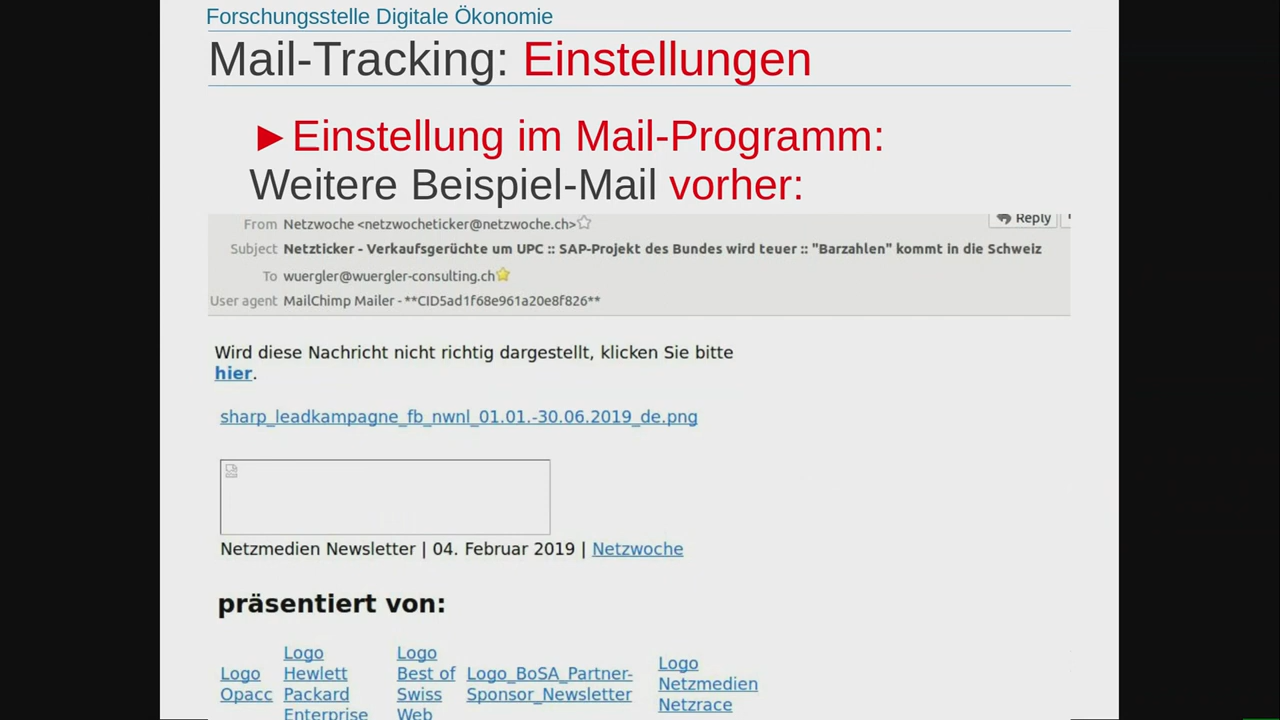 Forschungsstelle Digitale Ökonomie
Mail-Tracking: Einstellungen
►Einstellung im Mail-Programm:
Weitere Beispiel-Mail vorher:
From Netzwoche <netzwocheticker@netzwoche.ch>
Reply
Subject Netzticker - Verkaufsgerüchte um UPC :: SAP-Projekt des Bundes wird teuer :: "Barzahlen" kommt in die Schweiz
To wuergler@wuergler-consulting.ch
User agent MailChimp Mailer - **CID5ad1f68e961a20e8f826**
Wird diese Nachricht nicht richtig dargestellt, klicken Sie bitte
hier.
sharp_leadkampagne_fb_nwnl_01.01.-30.06.2019_de.png
Netzmedien Newsletter | 04. Februar 2019 | Netzwoche
präsentiert von:
Logo
Opacc
Logo
Hewlett
Packard
Enterprise
Logo
Best of
Swiss
Web
Logo_BoSA_Partner-
Sponsor_Newsletter
Logo
Netzmedien
Netzrace